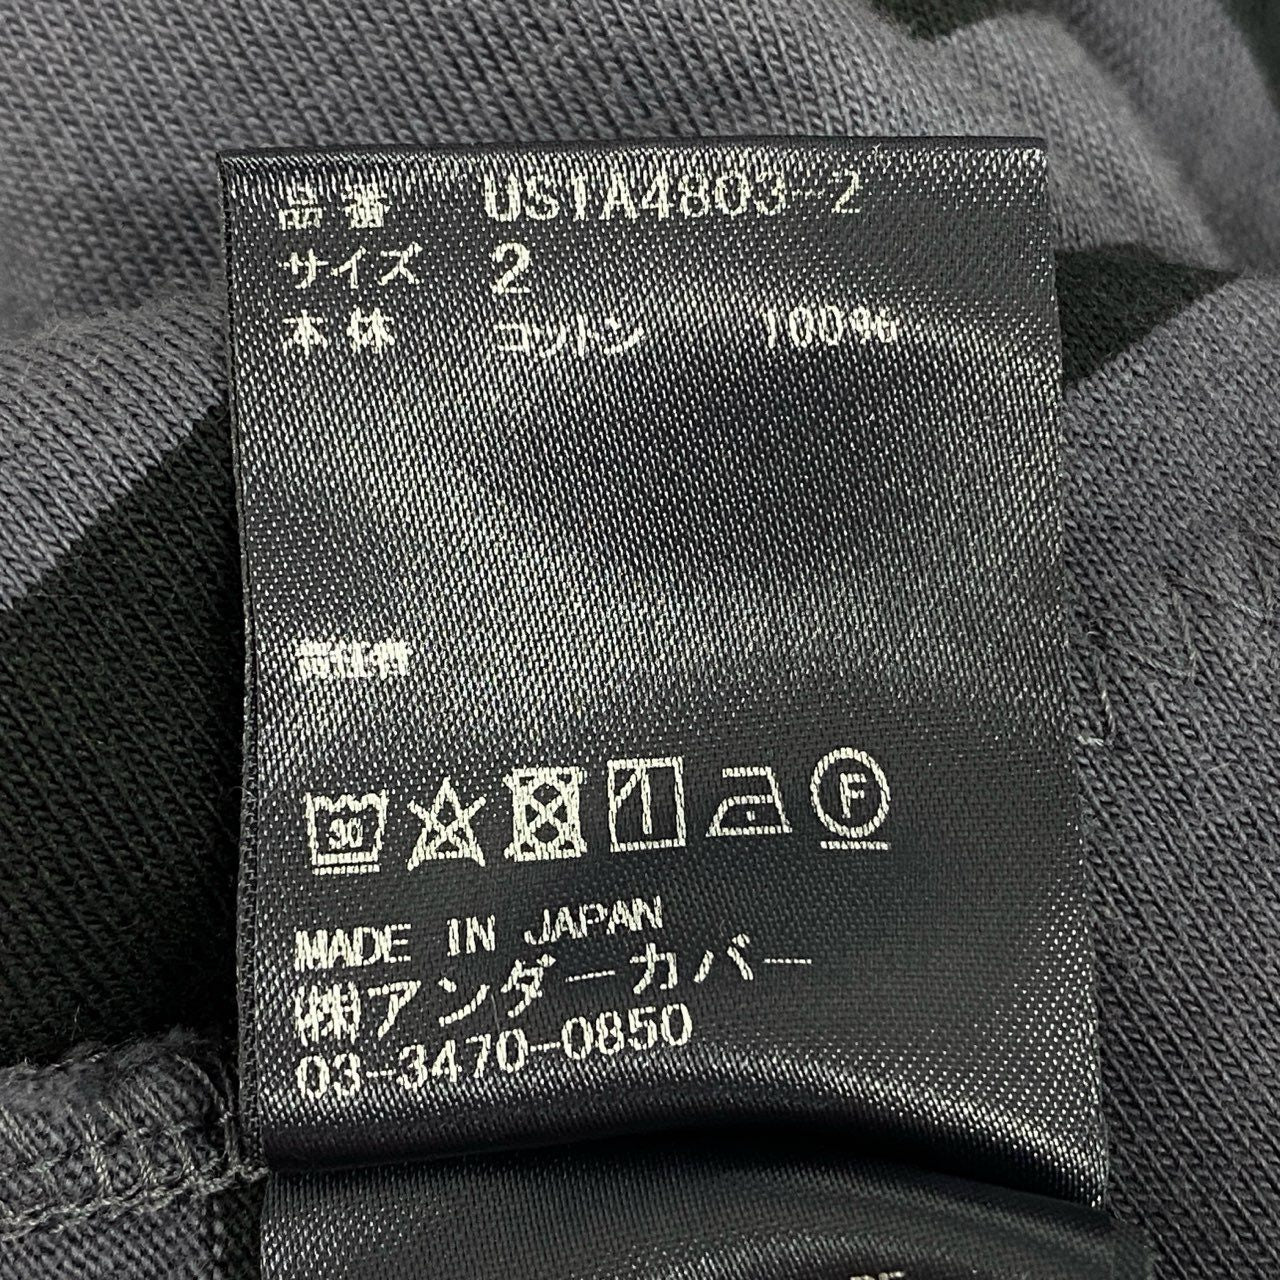 品番 USTA4803-2
サイズ 2
本体 コットン 100%
30
F
MADE IN JAPAN
㈱アンダーカバー
03-3470-0850